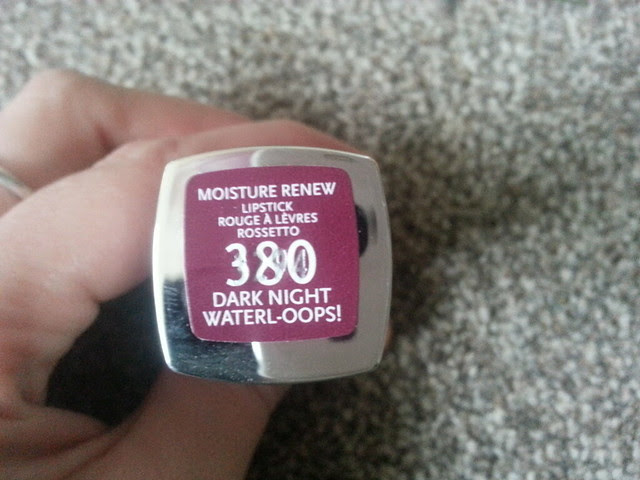 MOISTURE RENEW
LIPSTICK
ROUGE À LÈVRES
ROSSETTO
380
DARK NIGHT
WATERL-OOPS!